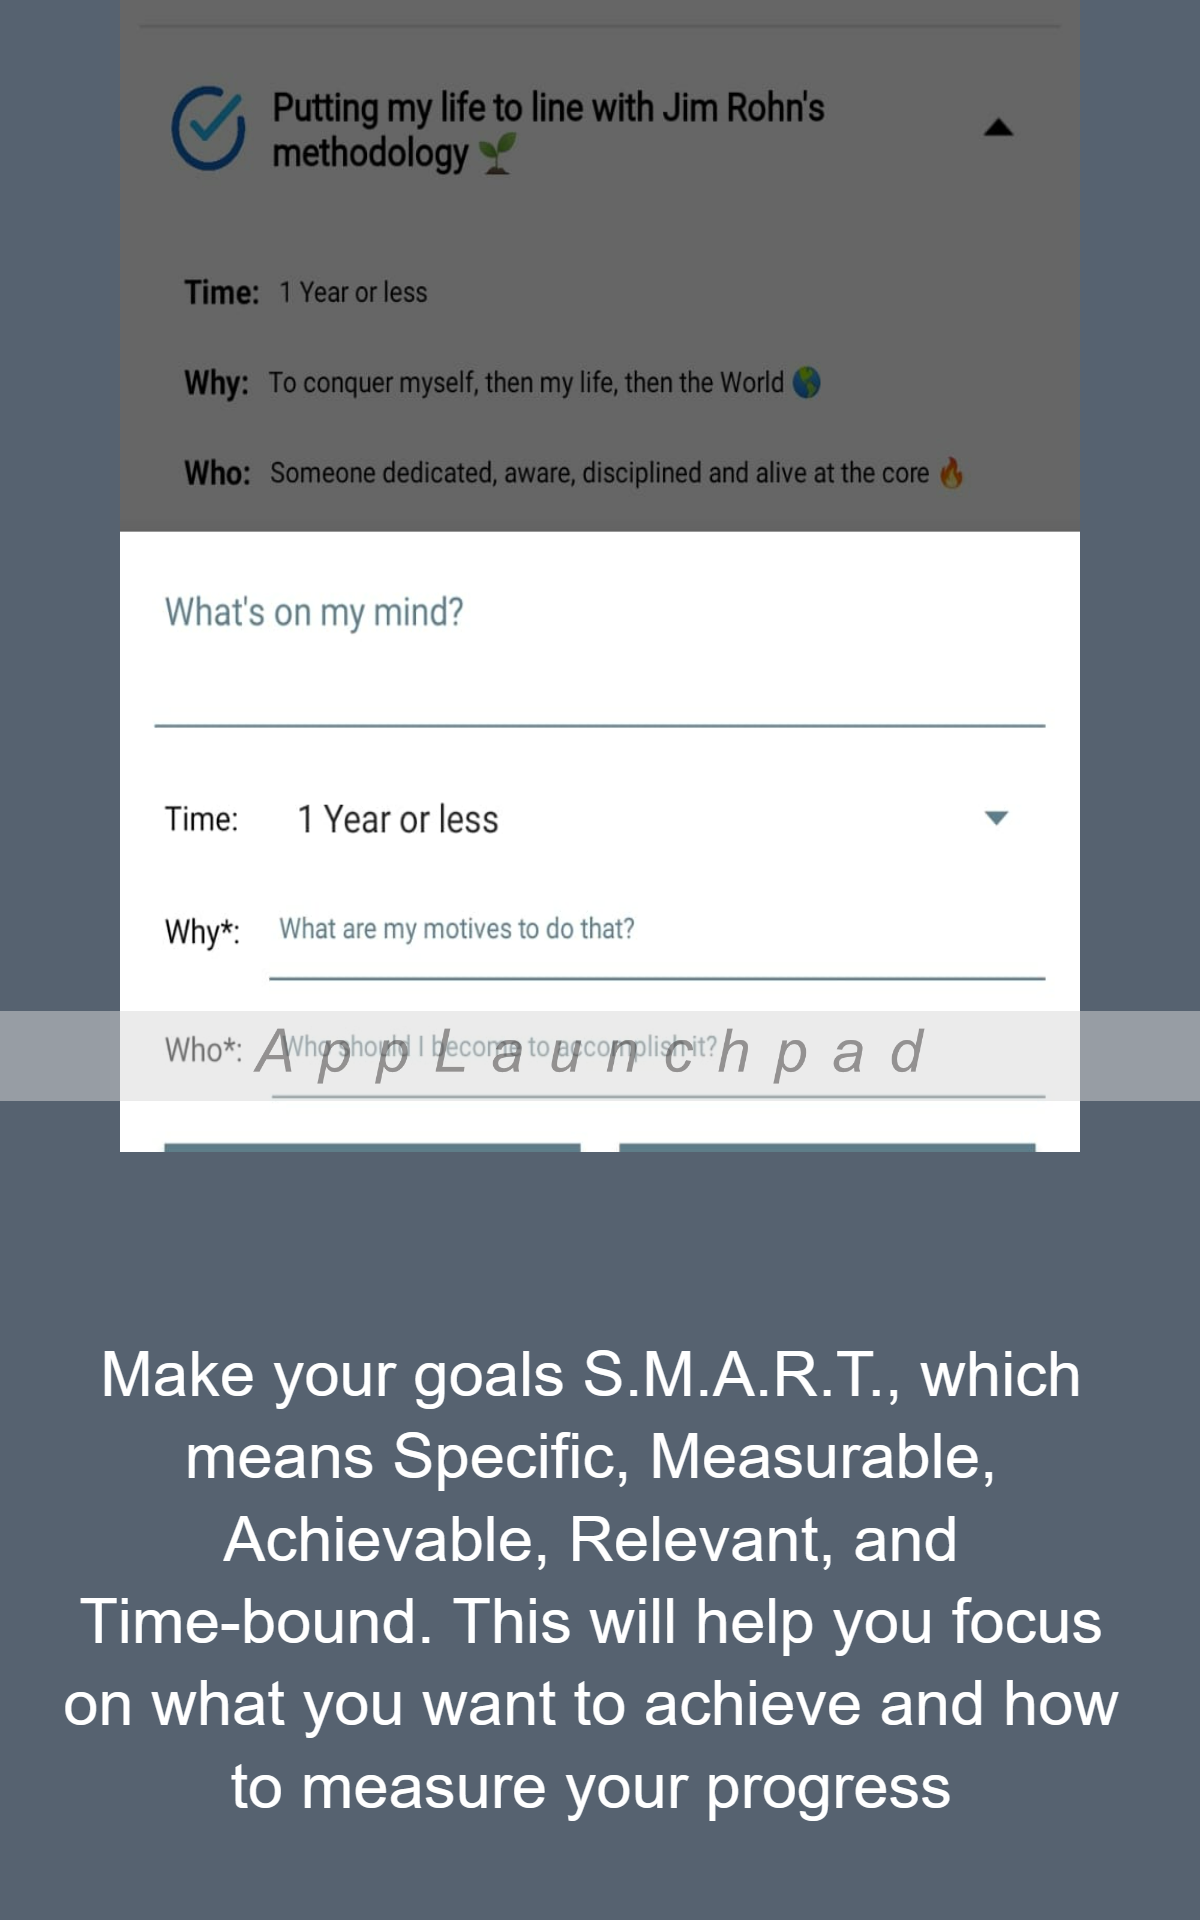 Putting my life to line with Jim Rohn's
methodology 🌱
Time: 1 Year or less
Why: To conquer myself, then my life, then the World 🌎
Who: Someone dedicated, aware, disciplined and alive at the core 🔥
What's on my mind?
Time: 1 Year or less
Why*: What are my motives to do that?
Who*: Who should I become to accomplish it?
AppLaunchpad
Make your goals S.M.A.R.T., which
means Specific, Measurable,
Achievable, Relevant, and
Time-bound. This will help you focus
on what you want to achieve and how
to measure your progress